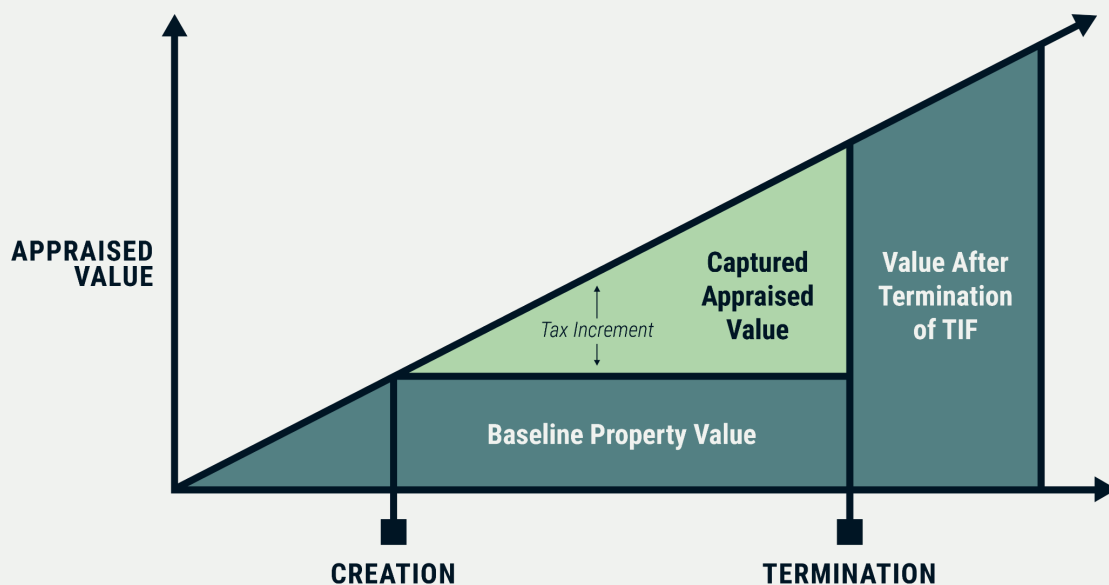 APPRAISED
VALUE
Captured
Appraised
Value
Tax Increment
Value After
Termination
of TIF
Baseline Property Value
CREATION
TERMINATION